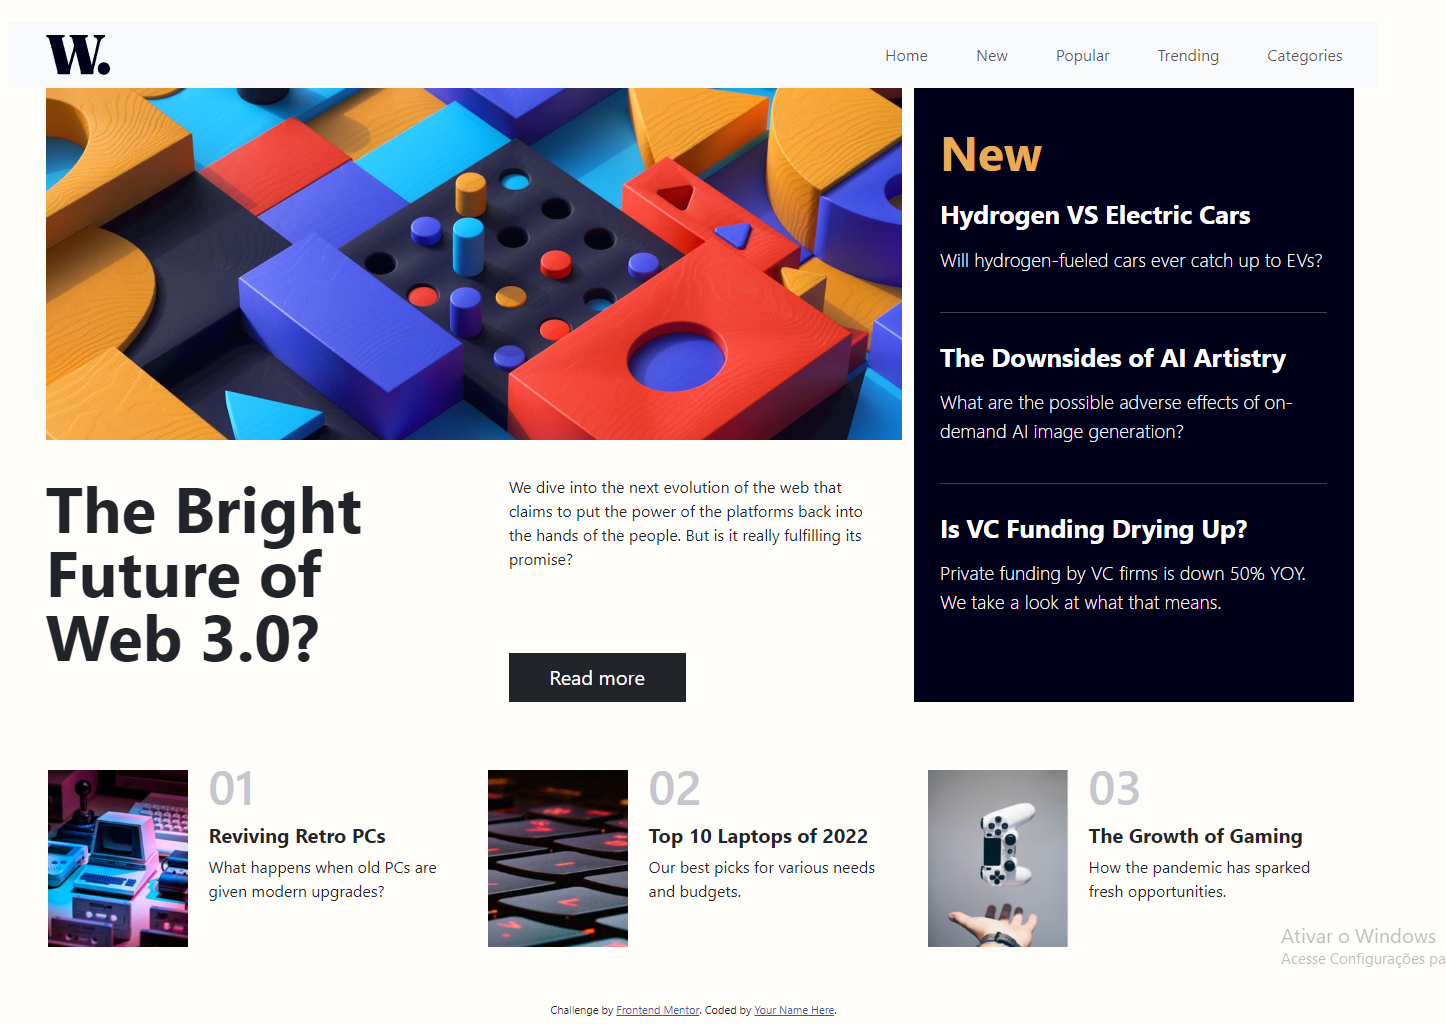 W.
Home New Popular Trending Categories
New
Hydrogen VS Electric Cars
Will hydrogen-fueled cars ever catch up to EVs?
The Downsides of AI Artistry
What are the possible adverse effects of on-
demand AI image generation?
Is VC Funding Drying Up?
Private funding by VC firms is down 50% YOY.
We take a look at what that means.
The Bright
Future of
Web 3.0?
We dive into the next evolution of the web that
claims to put the power of the platforms back into
the hands of the people. But is it really fulfilling its
promise?
Read more
01
Reviving Retro PCs
What happens when old PCs are
given modern upgrades?
02
Top 10 Laptops of 2022
Our best picks for various needs
and budgets.
03
The Growth of Gaming
How the pandemic has sparked
fresh opportunities.
Ativar o Windows
Acesse Configurações pa
Challenge by Frontend Mentor. Coded by Your Name Here.